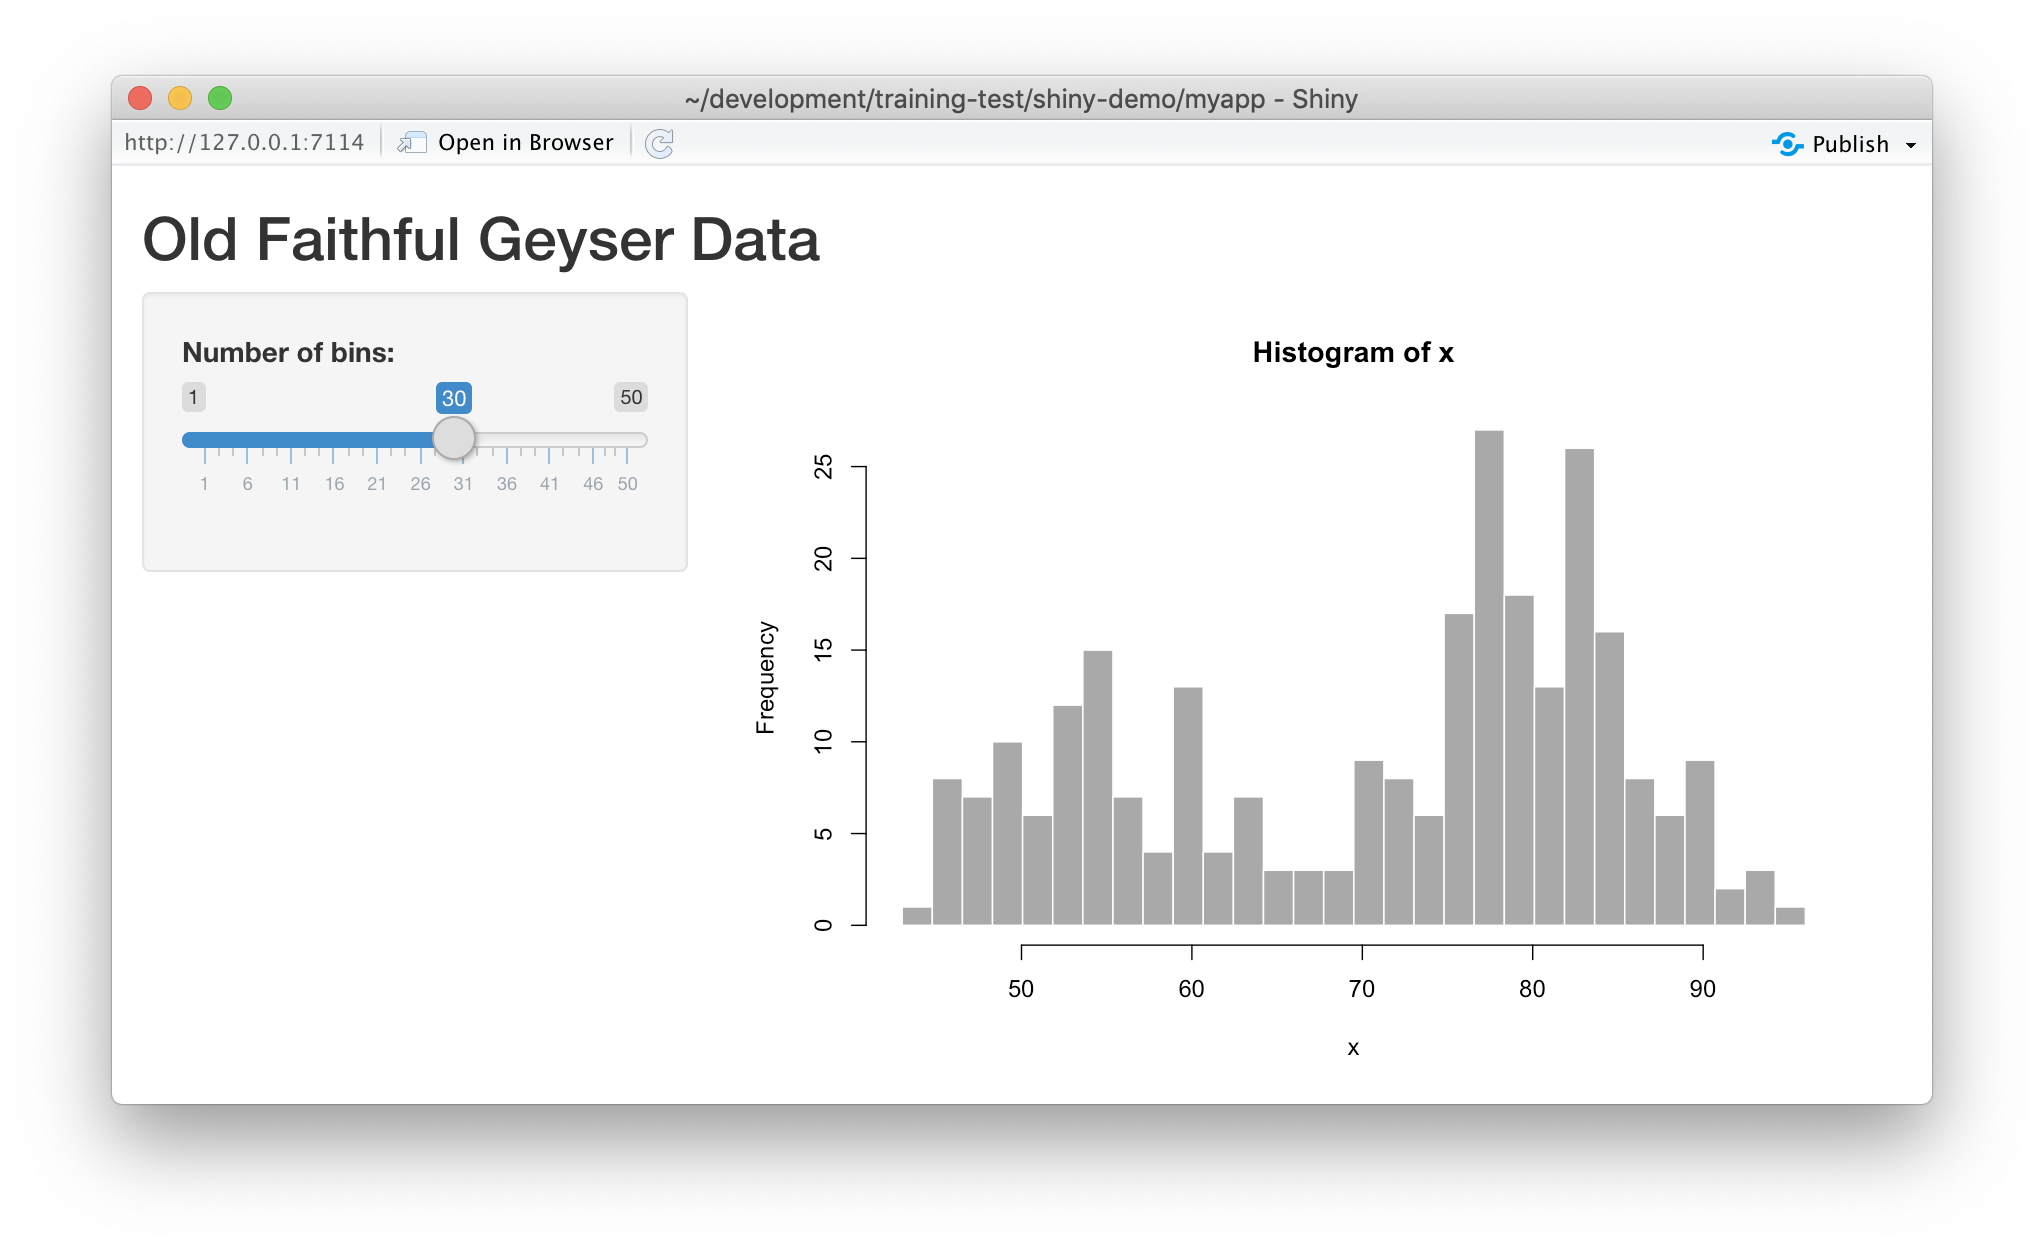 ~/development/training-test/shiny-demo/myapp - Shiny
http://127.0.0.1:7114 Open in Browser Publish
Old Faithful Geyser Data
Number of bins:
1 30 50
1 6 11 16 21 26 31 36 41 46 50
Histogram of x
Frequency
25
20
15
10
5
0
50 60 70 80 90
x